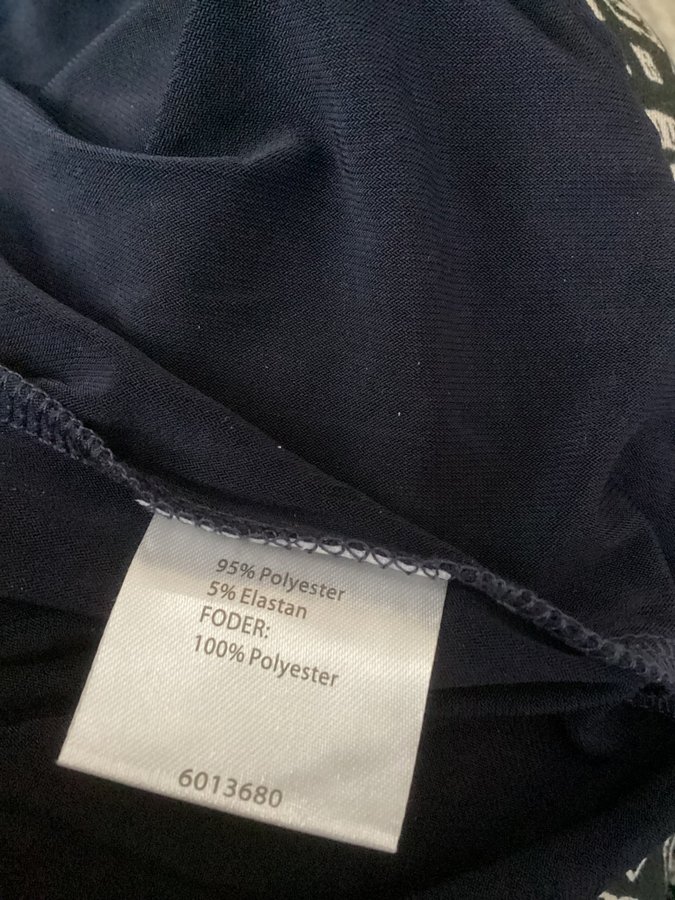 95% Polyester
5% Elastan
FODER:
100% Polyester
6013680